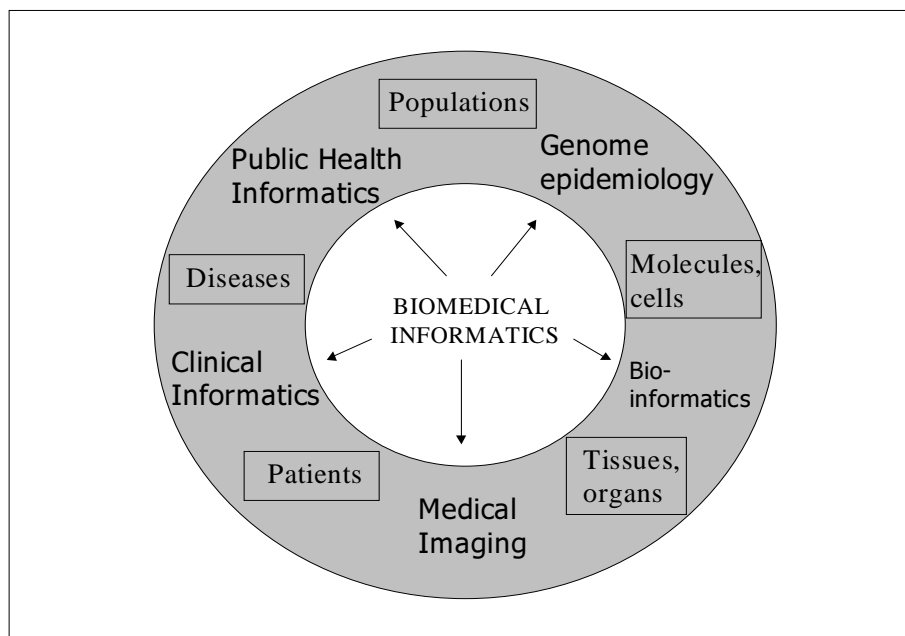 Populations
Public Health
Informatics
Genome
epidemiology
Diseases
Molecules,
cells
BIOMEDICAL
INFORMATICS
Clinical
Informatics
Bio-
informatics
Patients
Tissues,
organs
Medical
Imaging